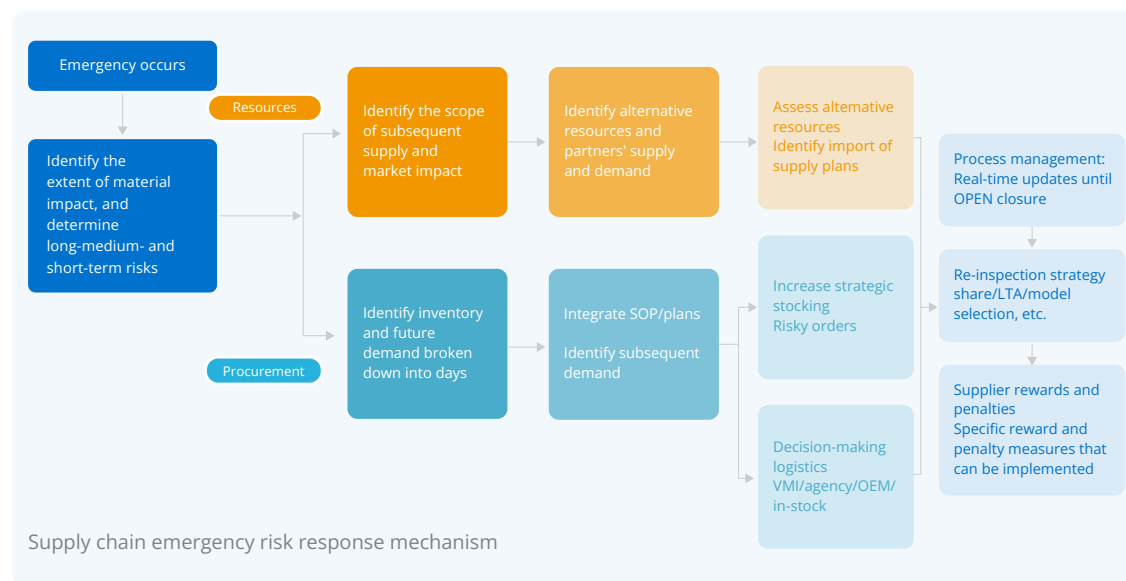 Emergency occurs
Identify the
extent of material
impact, and
determine
long-medium- and
short-term risks
Resources
Identify the scope
of subsequent
supply and
market impact
Identify alternative
resources and
partners' supply
and demand
Assess altemative
resources
Identify import of
supply plans
Procurement
Identify inventory
and future
demand broken
down into days
Integrate SOP/plans
Identify subsequent
demand
Increase strategic
stocking
Risky orders
Decision-making
logistics
VMI/agency/OEM/
in-stock
Process management:
Real-time updates until
OPEN closure
Re-inspection strategy
share/LTA/model
selection, etc.
Supplier rewards and
penalties
Specific reward and
penalty measures that
can be implemented
Supply chain emergency risk response mechanism